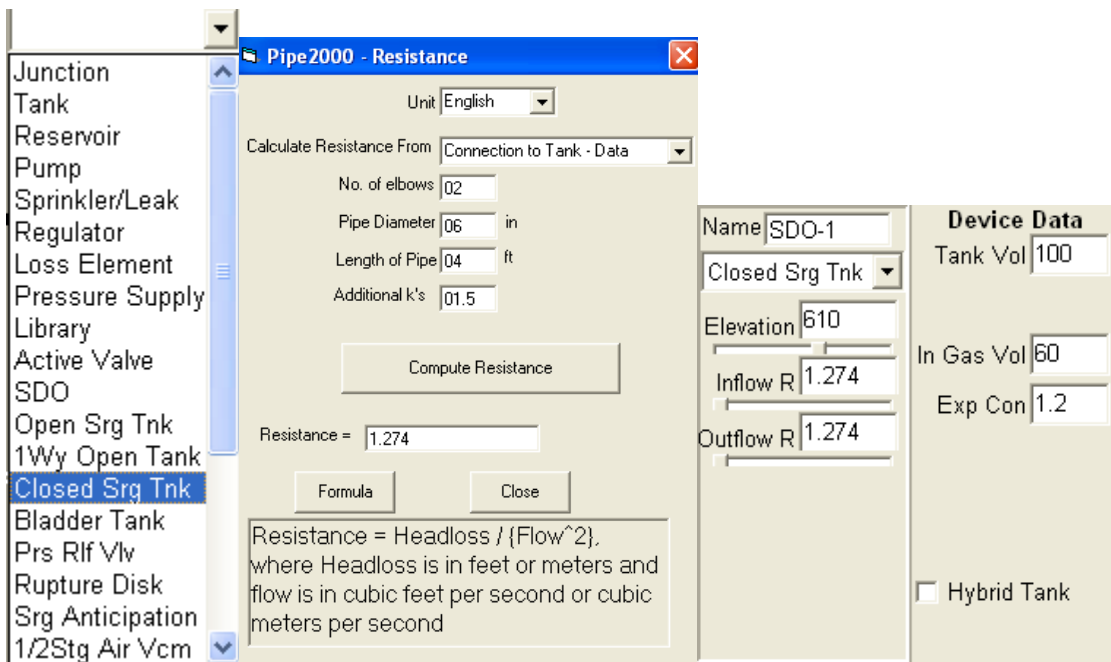 Junction
Tank
Reservoir
Pump
Sprinkler/Leak
Regulator
Loss Element
Pressure Supply
Library
Active Valve
SDO
Open Srg Tnk
1Wy Open Tank
Closed Srg Tnk
Bladder Tank
Prs Rlf Vlv
Rupture Disk
Srg Anticipation
1/2Stg Air Vcm
Pipe2000 - Resistance
Unit English
Calculate Resistance From Connection to Tank - Data
No. of elbows 02
Pipe Diameter 06 in
Length of Pipe 04 ft
Additional k's 01.5
Compute Resistance
Resistance = 1.274
Formula Close
Resistance = Headloss / {Flow^2},
where Headloss is in feet or meters and
flow is in cubic feet per second or cubic
meters per second
Name SDO-1
Closed Srg Tnk
Elevation 610
Inflow R 1.274
Outflow R 1.274
Device Data
Tank Vol 100
In Gas Vol 60
Exp Con 1.2
Hybrid Tank